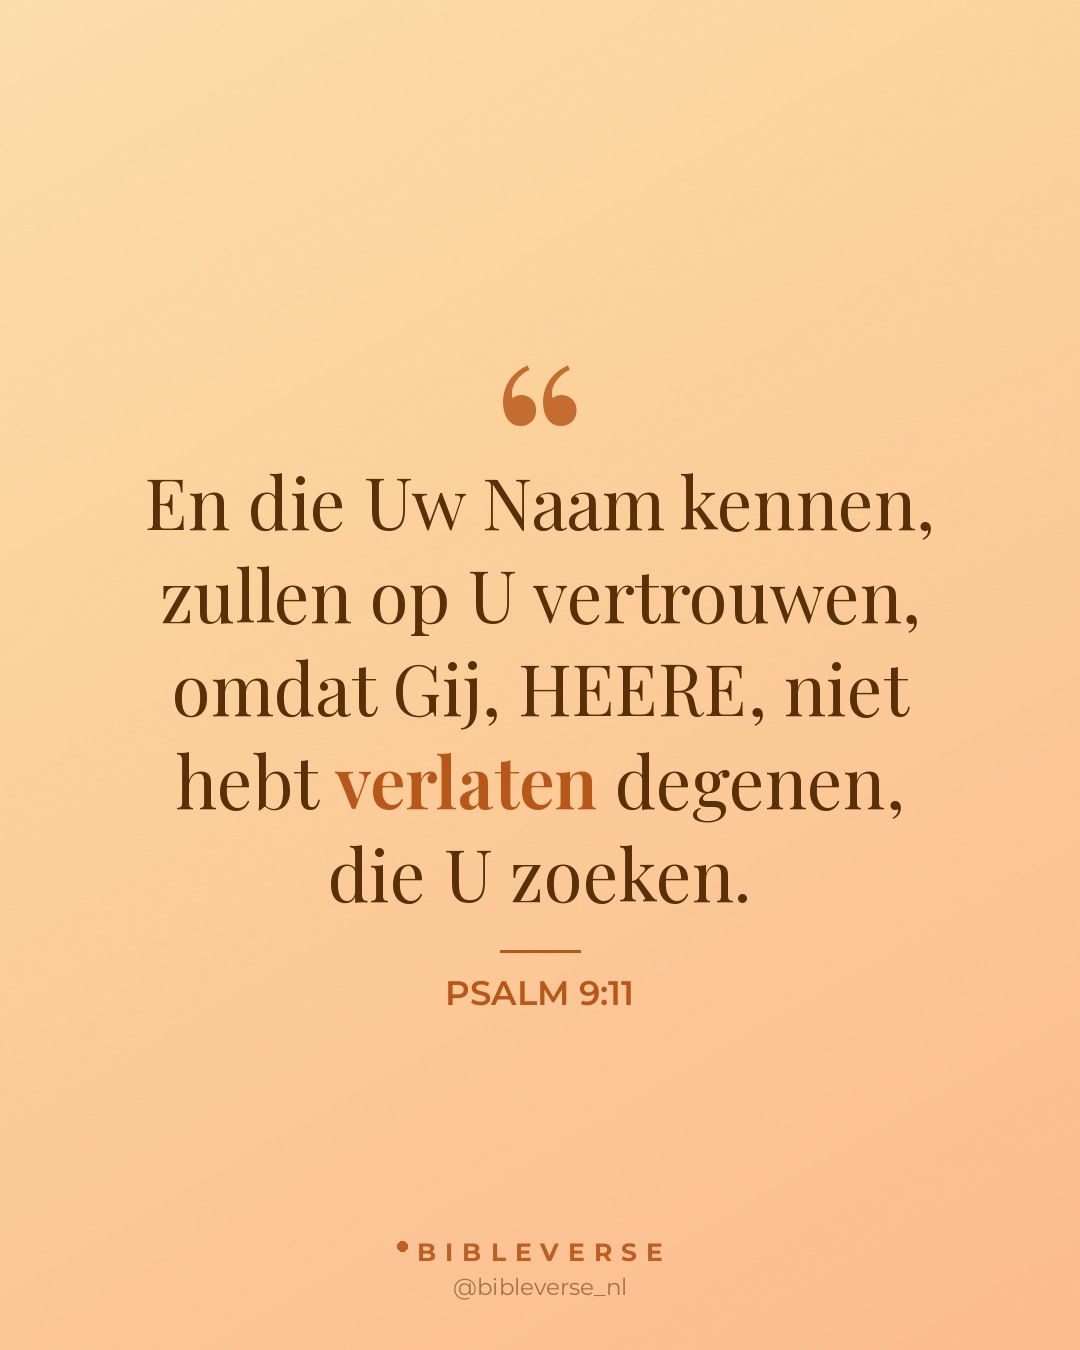 “
En die Uw Naam kennen,
zullen op U vertrouwen,
omdat Gij, HEERE, niet
hebt verlaten degenen,
die U zoeken.
PSALM 9:11
BIBLEVERSE
@bibleverse_nl